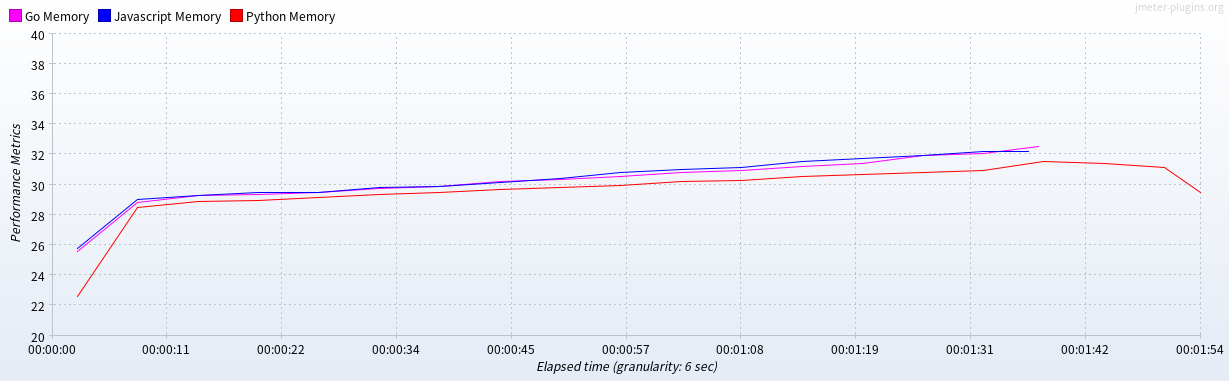 jmeter-plugins.org
Go Memory Javascript Memory Python Memory
40
38
36
34
32
30
28
26
24
22
20
Performance Metrics
00:00:00 00:00:11 00:00:22 00:00:34 00:00:45 00:00:57 00:01:08 00:01:19 00:01:31 00:01:42 00:01:54
Elapsed time (granularity: 6 sec)